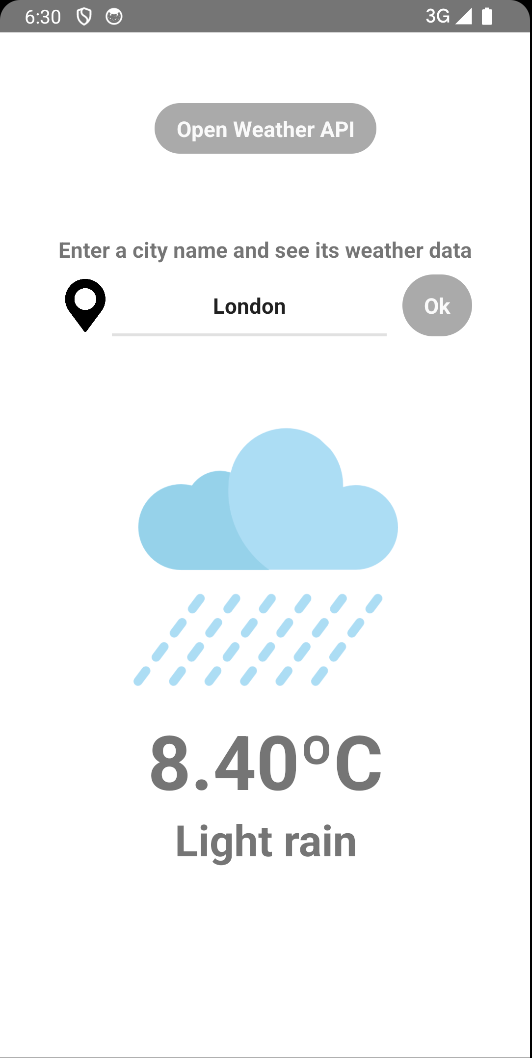 6:30 3G
Open Weather API
Enter a city name and see its weather data
London Ok
8.40ºC
Light rain